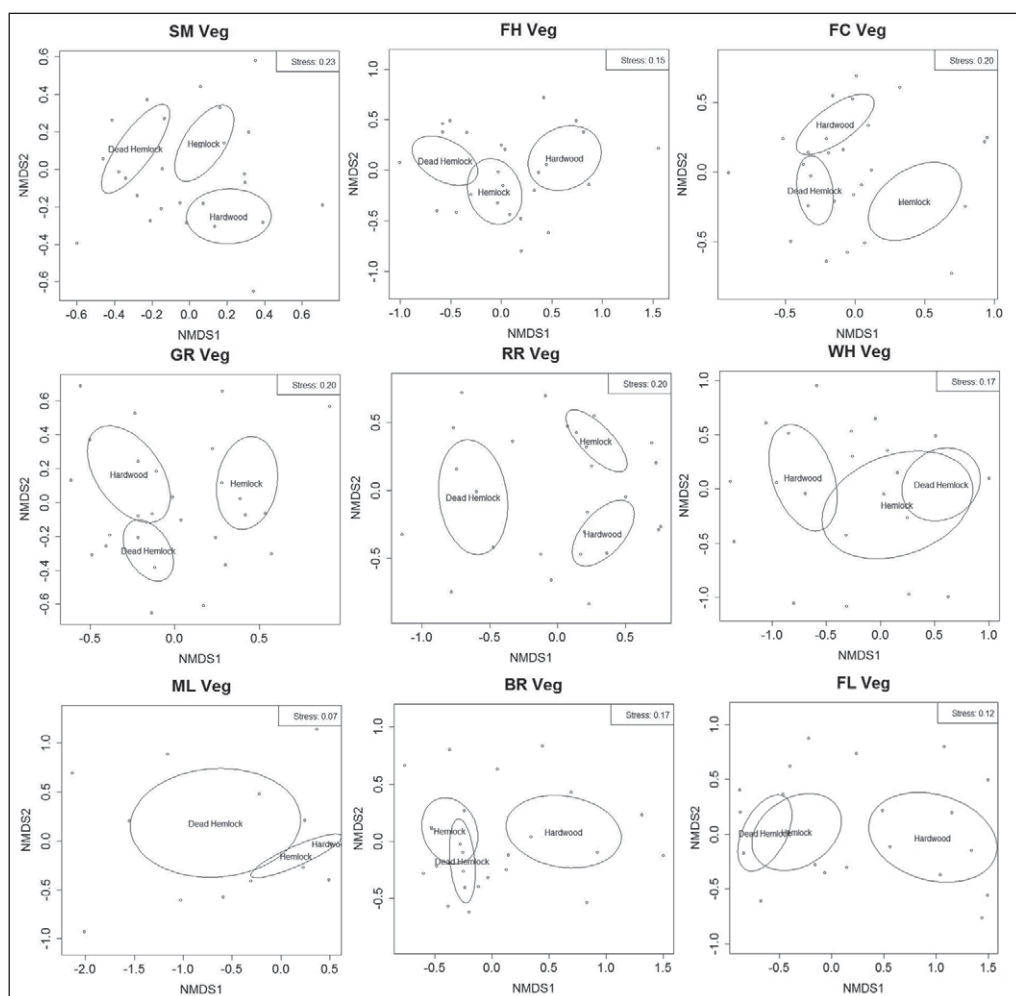 SM Veg
Stress: 0.23
NMDS2
0.6
0.4
0.2
0.0
-0.2
-0.4
-0.6
Dead Hemlock
Hemlock
Hardwood
-0.6 -0.4 -0.2 0.0 0.2 0.4 0.6
NMDS1
FH Veg
Stress: 0.15
NMDS2
1.0
0.5
0.0
-0.5
-1.0
Dead Hemlock
Hemlock
Hardwood
-1.0 -0.5 0.0 0.5 1.0 1.5
NMDS1
FC Veg
Stress: 0.20
NMDS2
0.5
0.0
-0.5
Hardwood
Dead Hemlock
Hemlock
-0.5 0.0 0.5 1.0
NMDS1
GR Veg
Stress: 0.20
NMDS2
0.6
0.4
0.2
0.0
-0.2
-0.4
-0.6
Hardwood
Hemlock
Dead Hemlock
-0.5 0.0 0.5
NMDS1
RR Veg
Stress: 0.20
NMDS2
0.5
0.0
-0.5
Hemlock
Dead Hemlock
Hardwood
-1.0 -0.5 0.0 0.5
NMDS1
WH Veg
Stress: 0.17
NMDS2
1.0
0.5
0.0
-0.5
-1.0
Hardwood
Dead Hemlock
Hemlock
-1.0 -0.5 0.0 0.5 1.0
NMDS1
ML Veg
Stress: 0.07
NMDS2
1.0
0.5
0.0
-0.5
-1.0
Dead Hemlock
Hardwo
Hemlock
-2.0 -1.5 -1.0 -0.5 0.0 0.5
NMDS1
BR Veg
Stress: 0.17
NMDS2
1.0
0.5
0.0
-0.5
Hemlock
Hardwood
Dead Hemlock
-0.5 0.0 0.5 1.0 1.5
NMDS1
FL Veg
Stress: 0.12
NMDS2
1.0
0.5
0.0
-0.5
-1.0
Dead Hemlock
Hemlock
Hardwood
-0.5 0.0 0.5 1.0 1.5
NMDS1